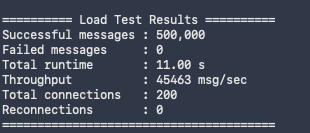 ========== Load Test Results ==========
Successful messages : 500,000
Failed messages     : 0
Total runtime       : 11.00 s
Throughput          : 45463 msg/sec
Total connections   : 200
Reconnections       : 0
=======================================